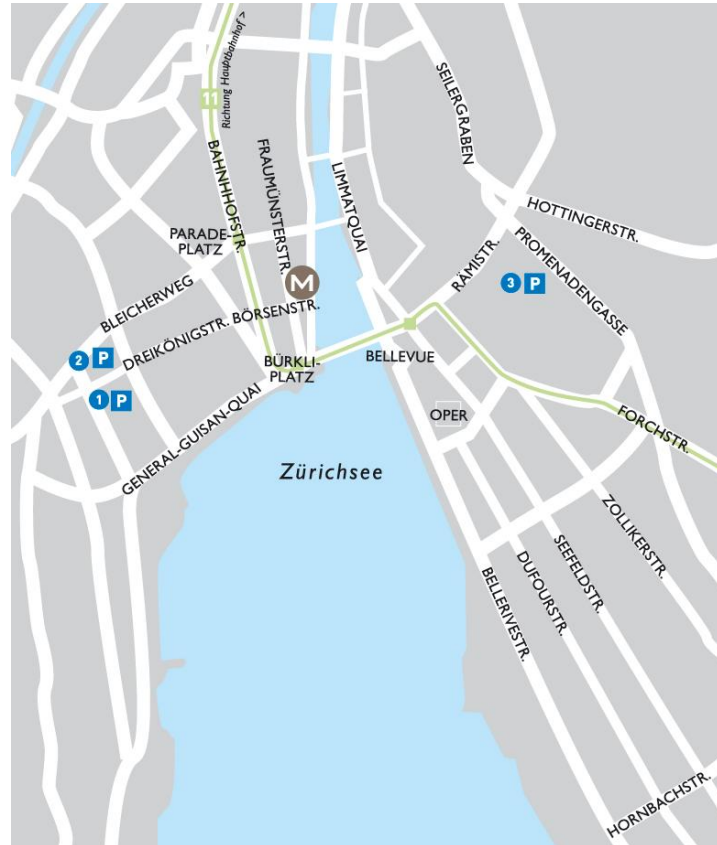 Richtung Hauptbahnhof >
11
SEILERGRABEN
BAHNHHOFSTR.
FRAUMÜNSTERSTR.
LIMMATQUAI
HOTTINGERSTR.
PARADE-
PLATZ
RÄMISTR.
PROMENADENGASSE
M
3 P
BLEICHERWEG
DREIKÖNIGSTR.
BÖRSENSTR.
2 P
1 P
BÜRKLI-
PLATZ
BELLEVUE
GENERAL-GUISAN-QUAI
OPER
FORCHSTR.
Zürichsee
ZOLLIKERSTR.
SEEFELDSTR.
DUFOURSTR.
BELLERIVESTR.
HORNBACHSTR.